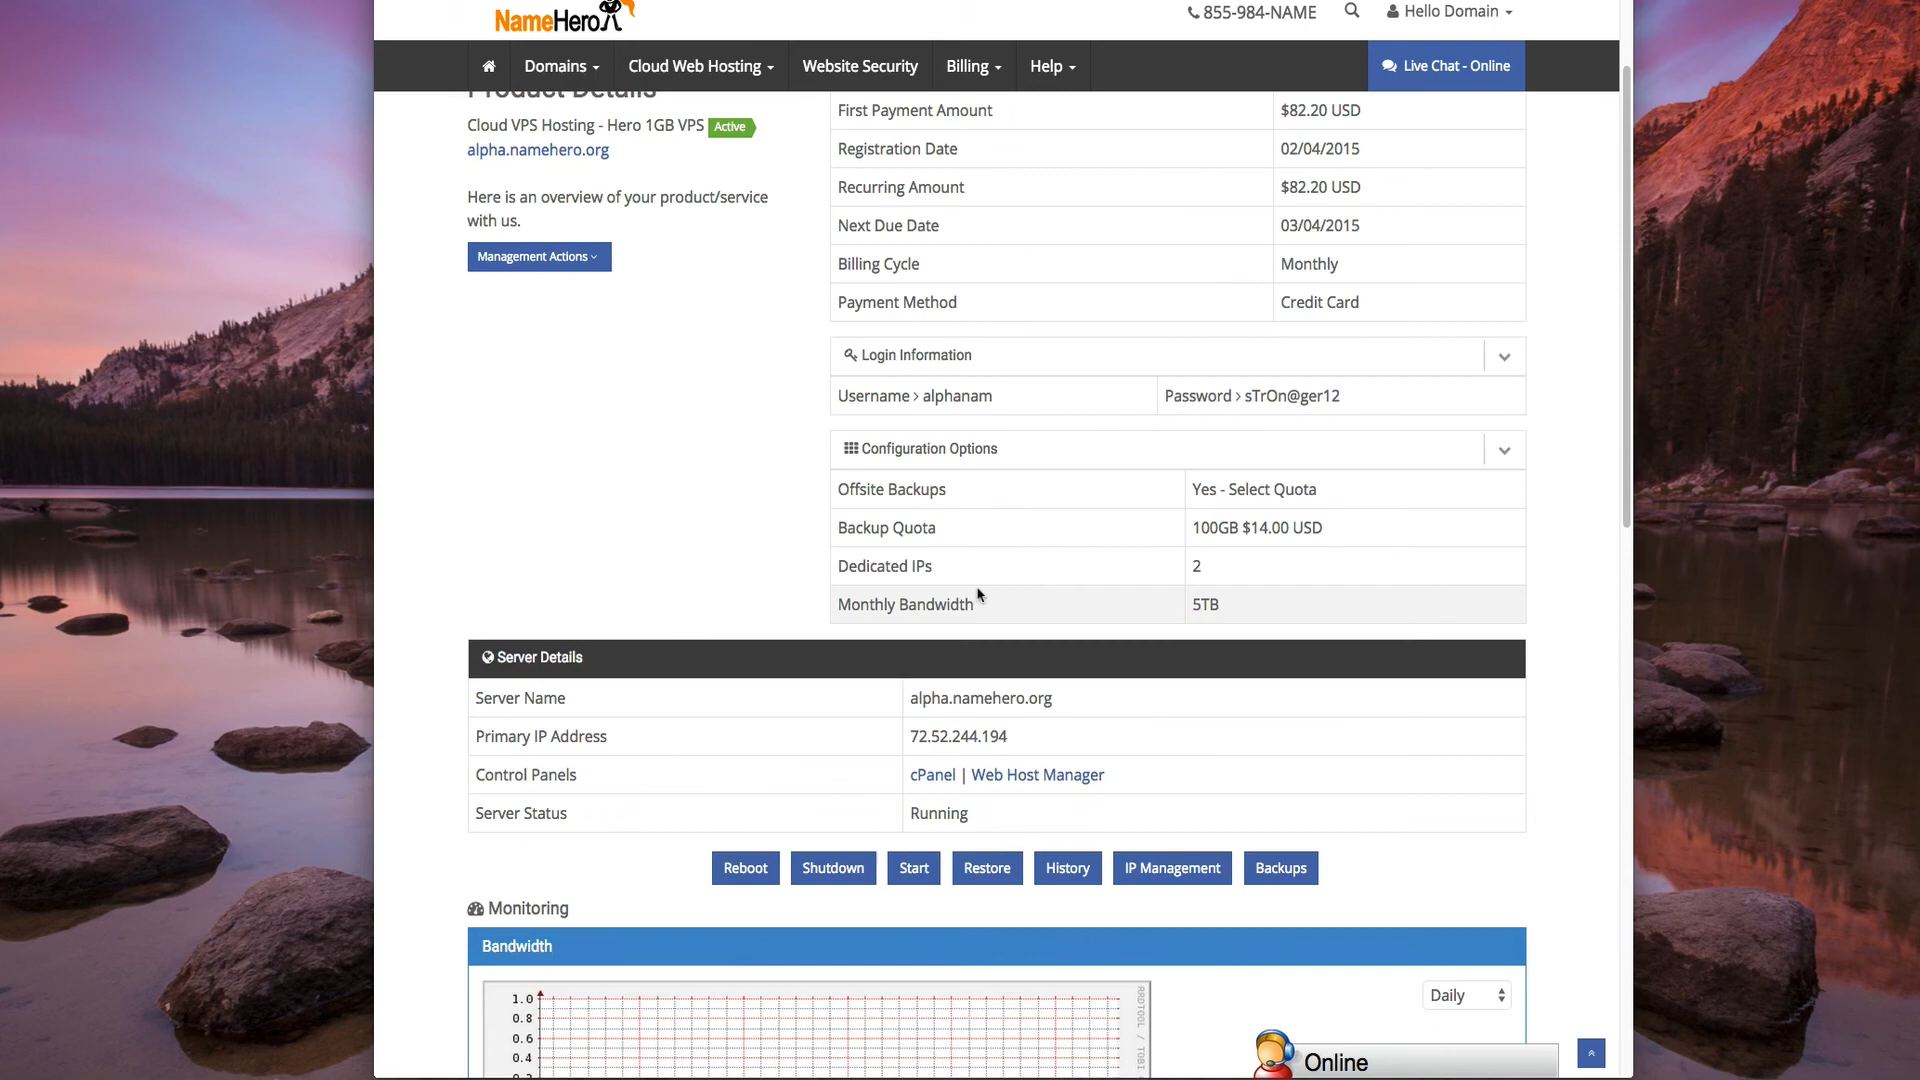 NameHero
855-984-NAME
Hello Domain
Domains
Cloud Web Hosting
Website Security
Billing
Help
Live Chat - Online
Product Details
Cloud VPS Hosting - Hero 1GB VPS Active
alpha.namehero.org
Here is an overview of your product/service
with us.
Management Actions
First Payment Amount $82.20 USD
Registration Date 02/04/2015
Recurring Amount $82.20 USD
Next Due Date 03/04/2015
Billing Cycle Monthly
Payment Method Credit Card
Login Information
Username > alphanam Password > sTrOn@ger12
Configuration Options
Offsite Backups Yes - Select Quota
Backup Quota 100GB $14.00 USD
Dedicated IPs 2
Monthly Bandwidth 5TB
Server Details
Server Name alpha.namehero.org
Primary IP Address 72.52.244.194
Control Panels cPanel | Web Host Manager
Server Status Running
Reboot Shutdown Start Restore History IP Management Backups
Monitoring
Bandwidth
1.0
0.8
0.6
0.4
Daily
Online